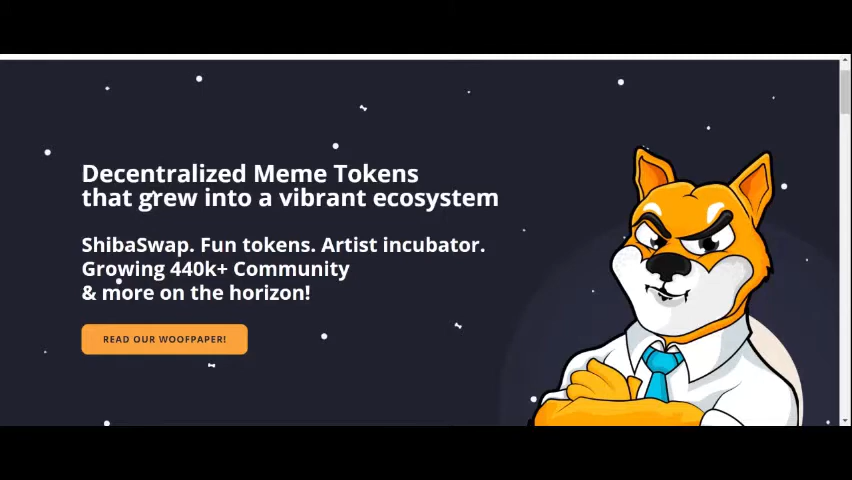 Decentralized Meme Tokens
that grew into a vibrant ecosystem
ShibaSwap. Fun tokens. Artist incubator.
Growing 440k+ Community
& more on the horizon!
READ OUR WOOFPAPER!